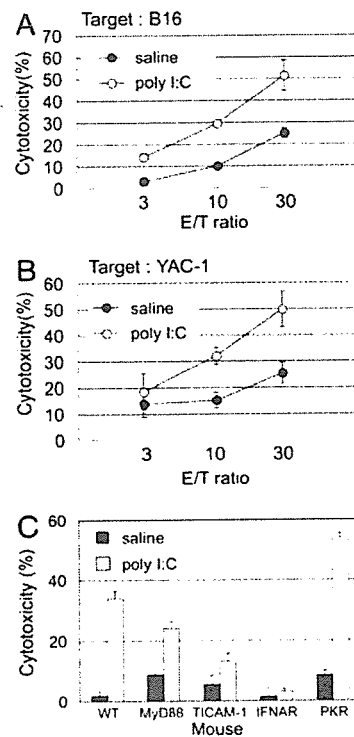 A
Target : B16
70
60
50
40
30
20
10
0
saline
poly I:C
Cytotoxicity(%)
3 10 30
E/T ratio
B
Target : YAC-1
60
50
40
30
20
10
0
saline
poly I:C
Cytotoxicity(%)
3 10 30
E/T ratio
C
60
40
20
0
saline
poly I:C
Cytotoxicity (%)
WT MyD88 TICAM-1 IFNAR PKR
Mouse